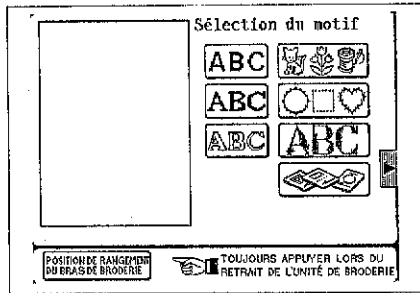 Sélection du motif
ABC
ABC
ABC
ABC
POSITION DE RANGEMENT
DU BRAS DE BRODERIE
TOUJOURS APPUYER LORS DU
RETRAIT DE L'UNITÉ DE BRODERIE